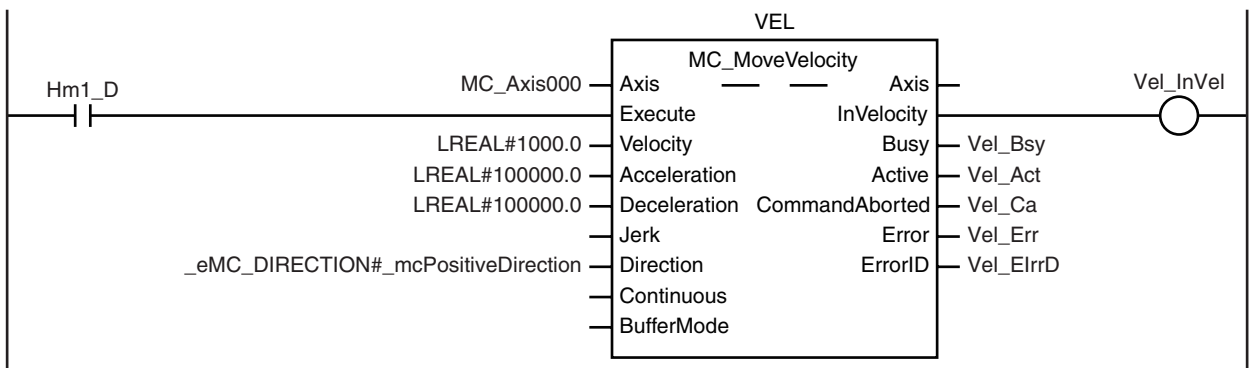 VEL
MC_MoveVelocity
Hm1_D
MC_Axis000 Axis Axis Vel_InVel
Execute InVelocity
LREAL#1000.0 Velocity Busy Vel_Bsy
LREAL#100000.0 Acceleration Active Vel_Act
LREAL#100000.0 Deceleration CommandAborted Vel_Ca
Jerk Error Vel_Err
_eMC_DIRECTION#_mcPositiveDirection Direction ErrorID Vel_EIrrD
Continuous
BufferMode